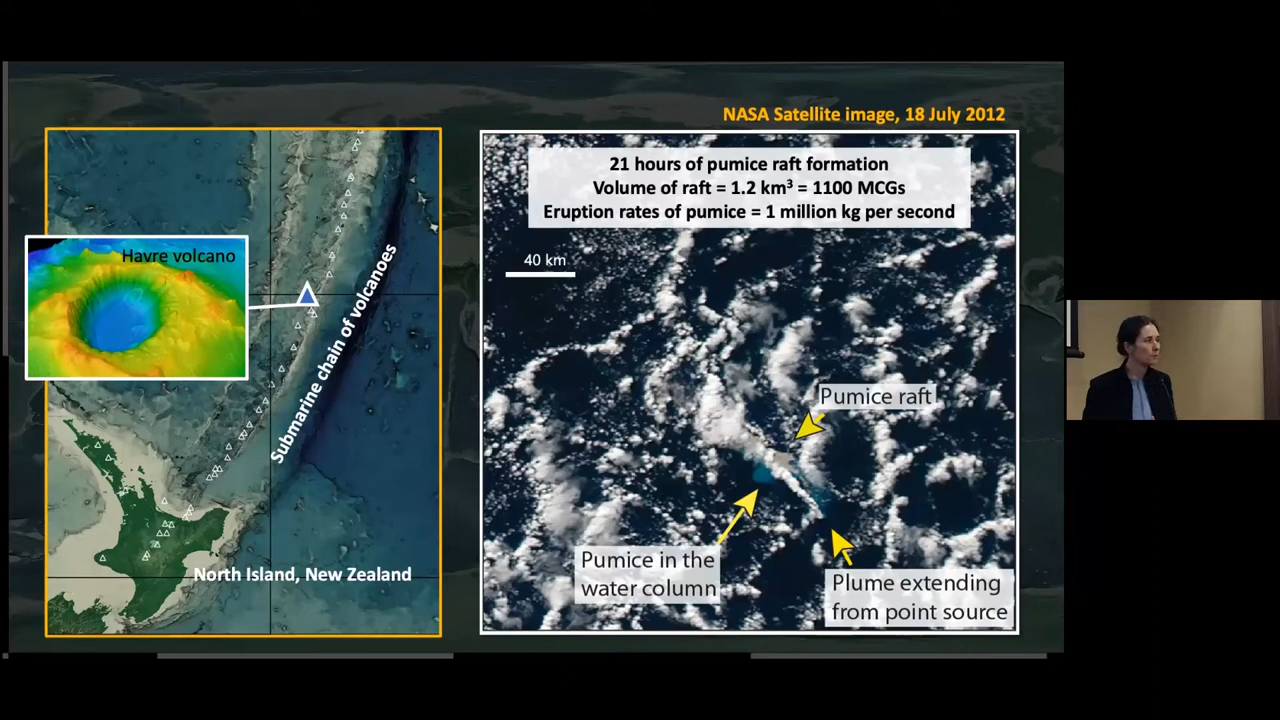 NASA Satellite image, 18 July 2012
21 hours of pumice raft formation
Volume of raft = 1.2 km³ = 1100 MCGs
Eruption rates of pumice = 1 million kg per second
Havre volcano
Submarine chain of volcanoes
North Island, New Zealand
40 km
Pumice raft
Pumice in the
water column
Plume extending
from point source